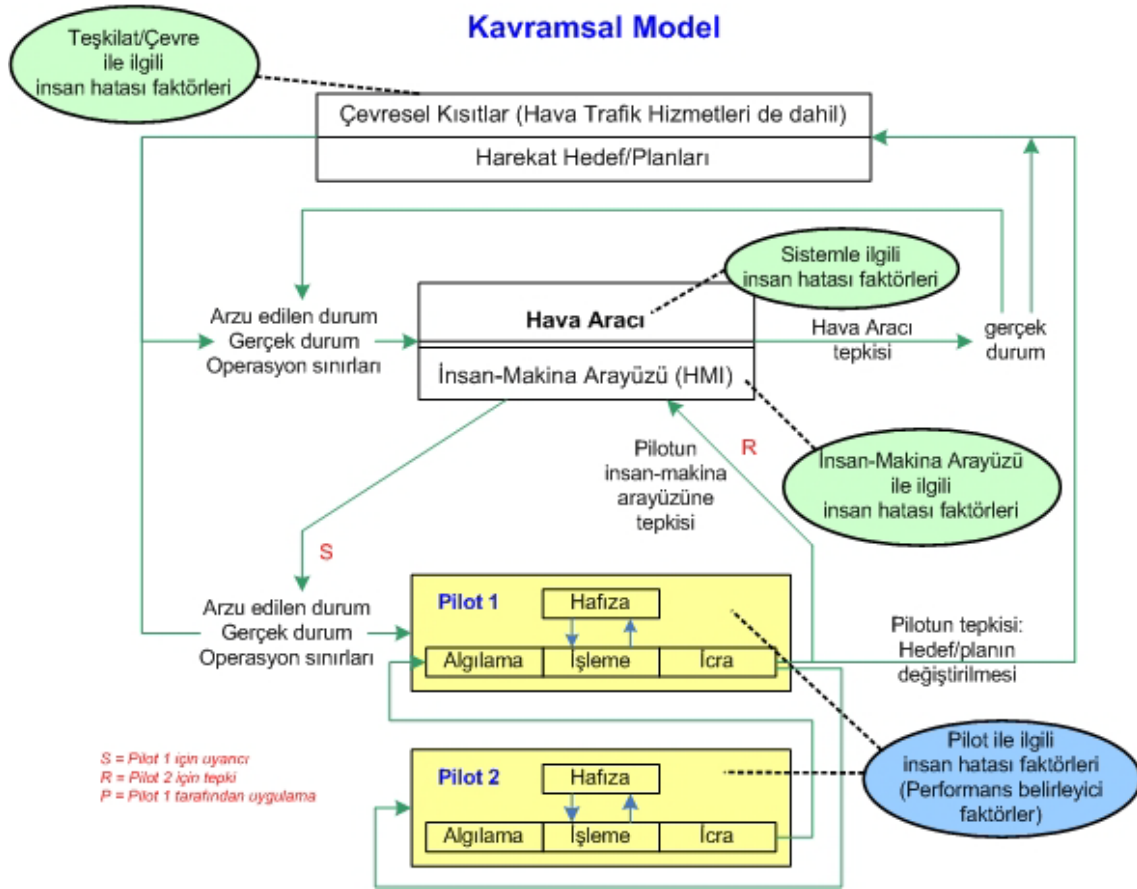 Kavramsal Model
Teşkilat/Çevre
ile ilgili
insan hatası faktörleri
Çevresel Kısıtlar (Hava Trafik Hizmetleri de dahil)
Harekat Hedef/Planları
Sistemle ilgili
insan hatası faktörleri
Arzu edilen durum
Gerçek durum
Operasyon sınırları
Hava Aracı
İnsan-Makina Arayüzü (HMI)
Hava Aracı
tepkisi
gerçek
durum
Pilotun
insan-makina
arayüzüne
tepkisi
R
İnsan-Makina Arayüzü
ile ilgili
insan hatası faktörleri
S
Arzu edilen durum
Gerçek durum
Operasyon sınırları
Pilot 1
Hafıza
Algılama
İşleme
İcra
Pilotun tepkisi:
Hedef/planın
değiştirilmesi
S = Pilot 1 için uyarıcı
R = Pilot 2 için tepki
P = Pilot 1 tarafından uygulama
Pilot 2
Hafıza
Algılama
İşleme
İcra
Pilot ile ilgili
insan hatası faktörleri
(Performans belirleyici
faktörler)